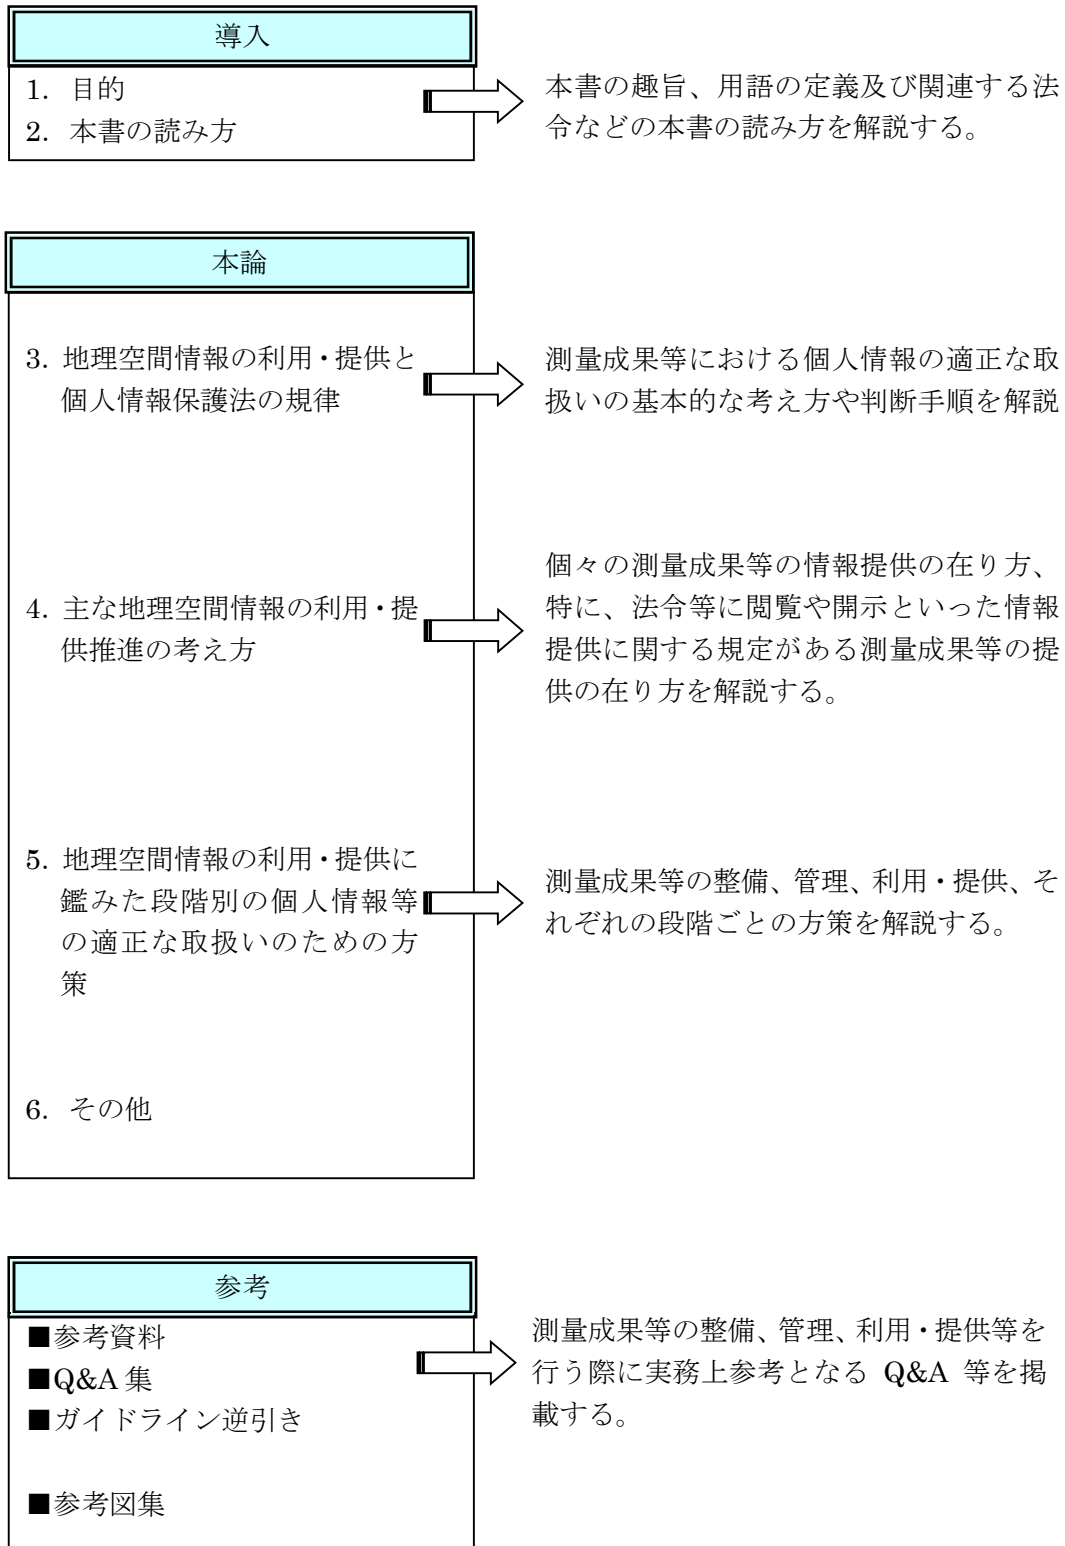 導入
1. 目的
2. 本書の読み方
本書の趣旨、用語の定義及び関連する法
令などの本書の読み方を解説する。
本論
3. 地理空間情報の利用・提供と
個人情報保護法の規律
測量成果等における個人情報の適正な取
扱いの基本的な考え方や判断手順を解説
4. 主な地理空間情報の利用・提
供推進の考え方
個々の測量成果等の情報提供の在り方、
特に、法令等に閲覧や開示といった情報
提供に関する規定がある測量成果等の提
供の在り方を解説する。
5. 地理空間情報の利用・提供に
鑑みた段階別の個人情報等
の適正な取扱いのための方
策
測量成果等の整備、管理、利用・提供、そ
れぞれの段階ごとの方策を解説する。
6. その他
参考
■参考資料
■Q&A 集
■ガイドライン逆引き
■参考図集
測量成果等の整備、管理、利用・提供等を
行う際に実務上参考となる Q&A 等を掲
載する。